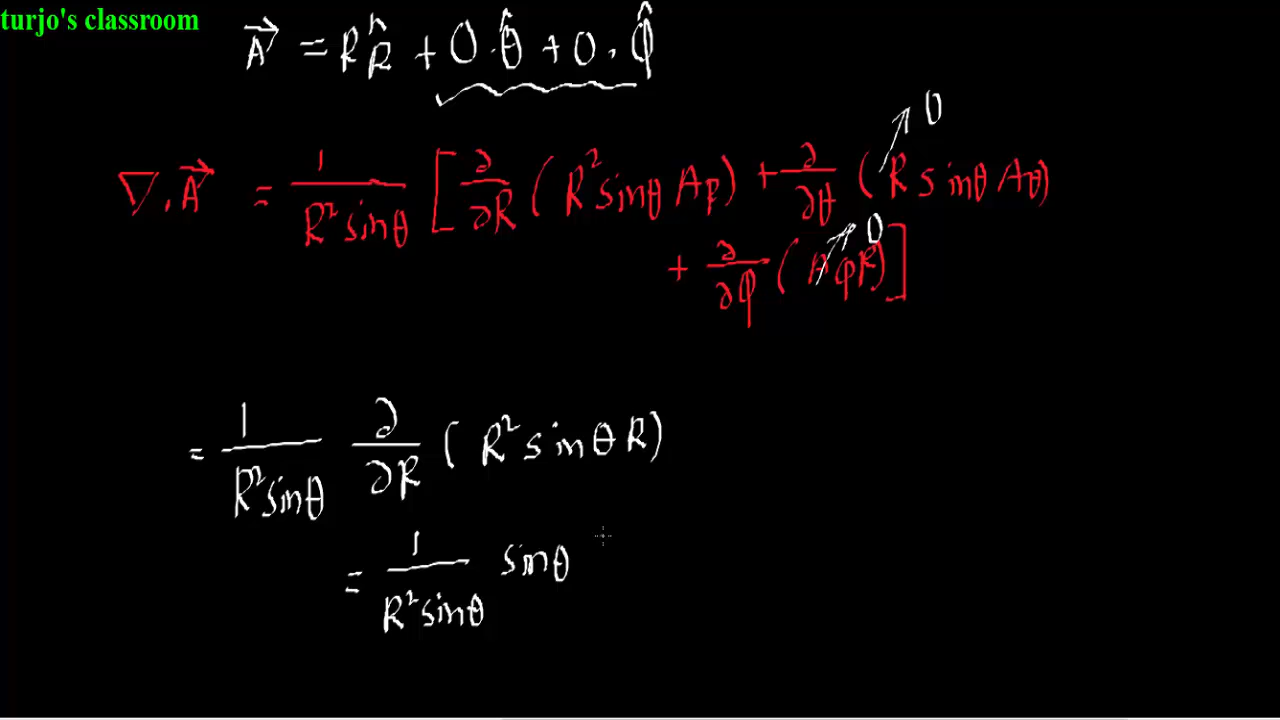 turjo's classroom
A⃗ = R R̂ + 0.θ̂ + 0.φ̂
∇.A⃗ = 1/(R² sinθ) [ ∂/∂R ( R² sinθ A_R ) + ∂/∂θ ( R sinθ A_θ ) 0
+ ∂/∂φ ( A_φ R ) 0 ]
= 1/(R² sinθ) ∂/∂R ( R² sinθ R )
= 1/(R² sinθ) sinθ